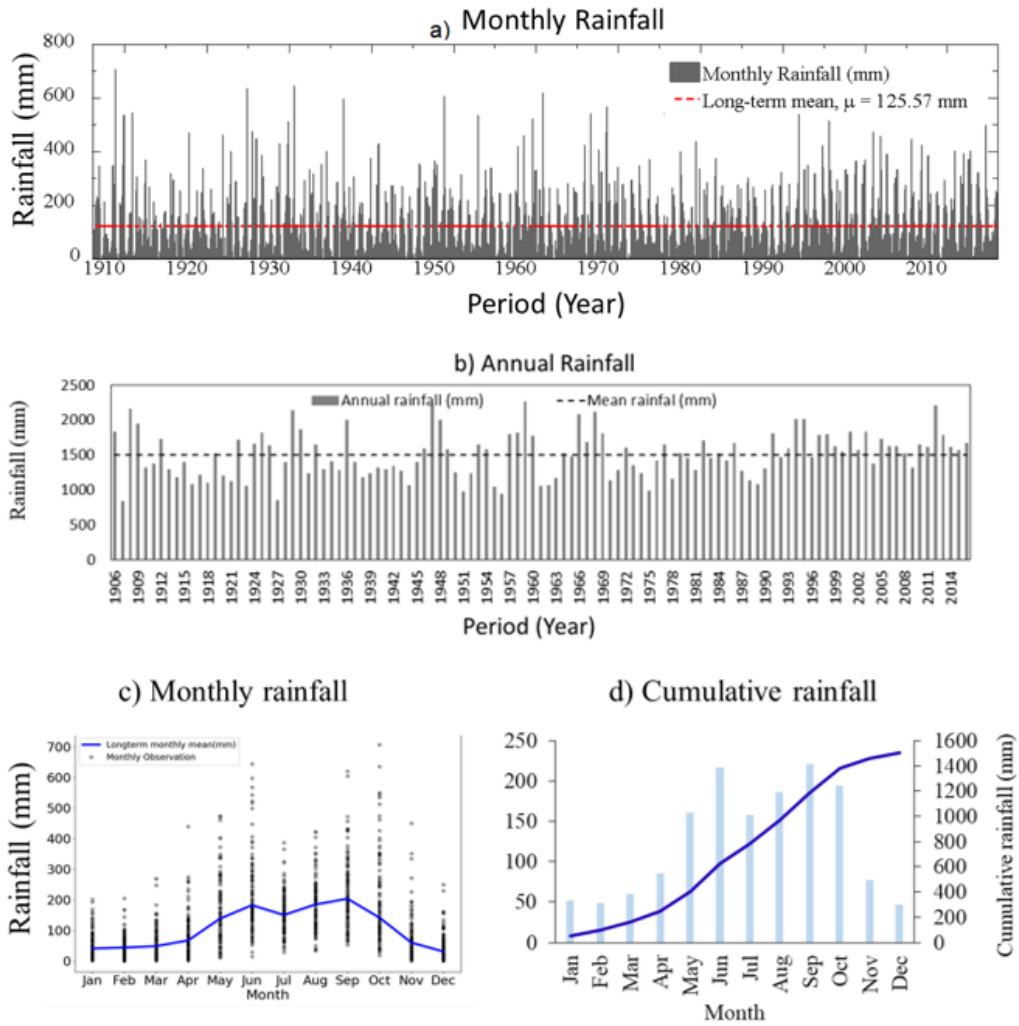 a) Monthly Rainfall
Rainfall (mm)
800
600
400
200
0
Monthly Rainfall (mm)
Long-term mean, μ = 125.57 mm
1910 1920 1930 1940 1950 1960 1970 1980 1990 2000 2010
Period (Year)
b) Annual Rainfall
Rainfall (mm)
2500
2000
1500
1000
500
0
Annual rainfall (mm)
Mean rainfal (mm)
1906 1909 1912 1915 1918 1921 1924 1927 1930 1933 1936 1939 1942 1945 1948 1951 1954 1957 1960 1963 1966 1969 1972 1975 1978 1981 1984 1987 1990 1993 1996 1999 2002 2005 2008 2011 2014
Period (Year)
c) Monthly rainfall
Rainfall (mm)
700
600
500
400
300
200
100
0
Longterm monthly mean(mm)
Monthly Observation
Jan Feb Mar Apr May Jun Jul Aug Sep Oct Nov Dec
Month
d) Cumulative rainfall
250
200
150
100
50
0
1600
1400
1200
1000
800
600
400
200
0
Cumulative rainfall (mm)
Jan Feb Mar Apr May Jun Jul Aug Sep Oct Nov Dec
Month